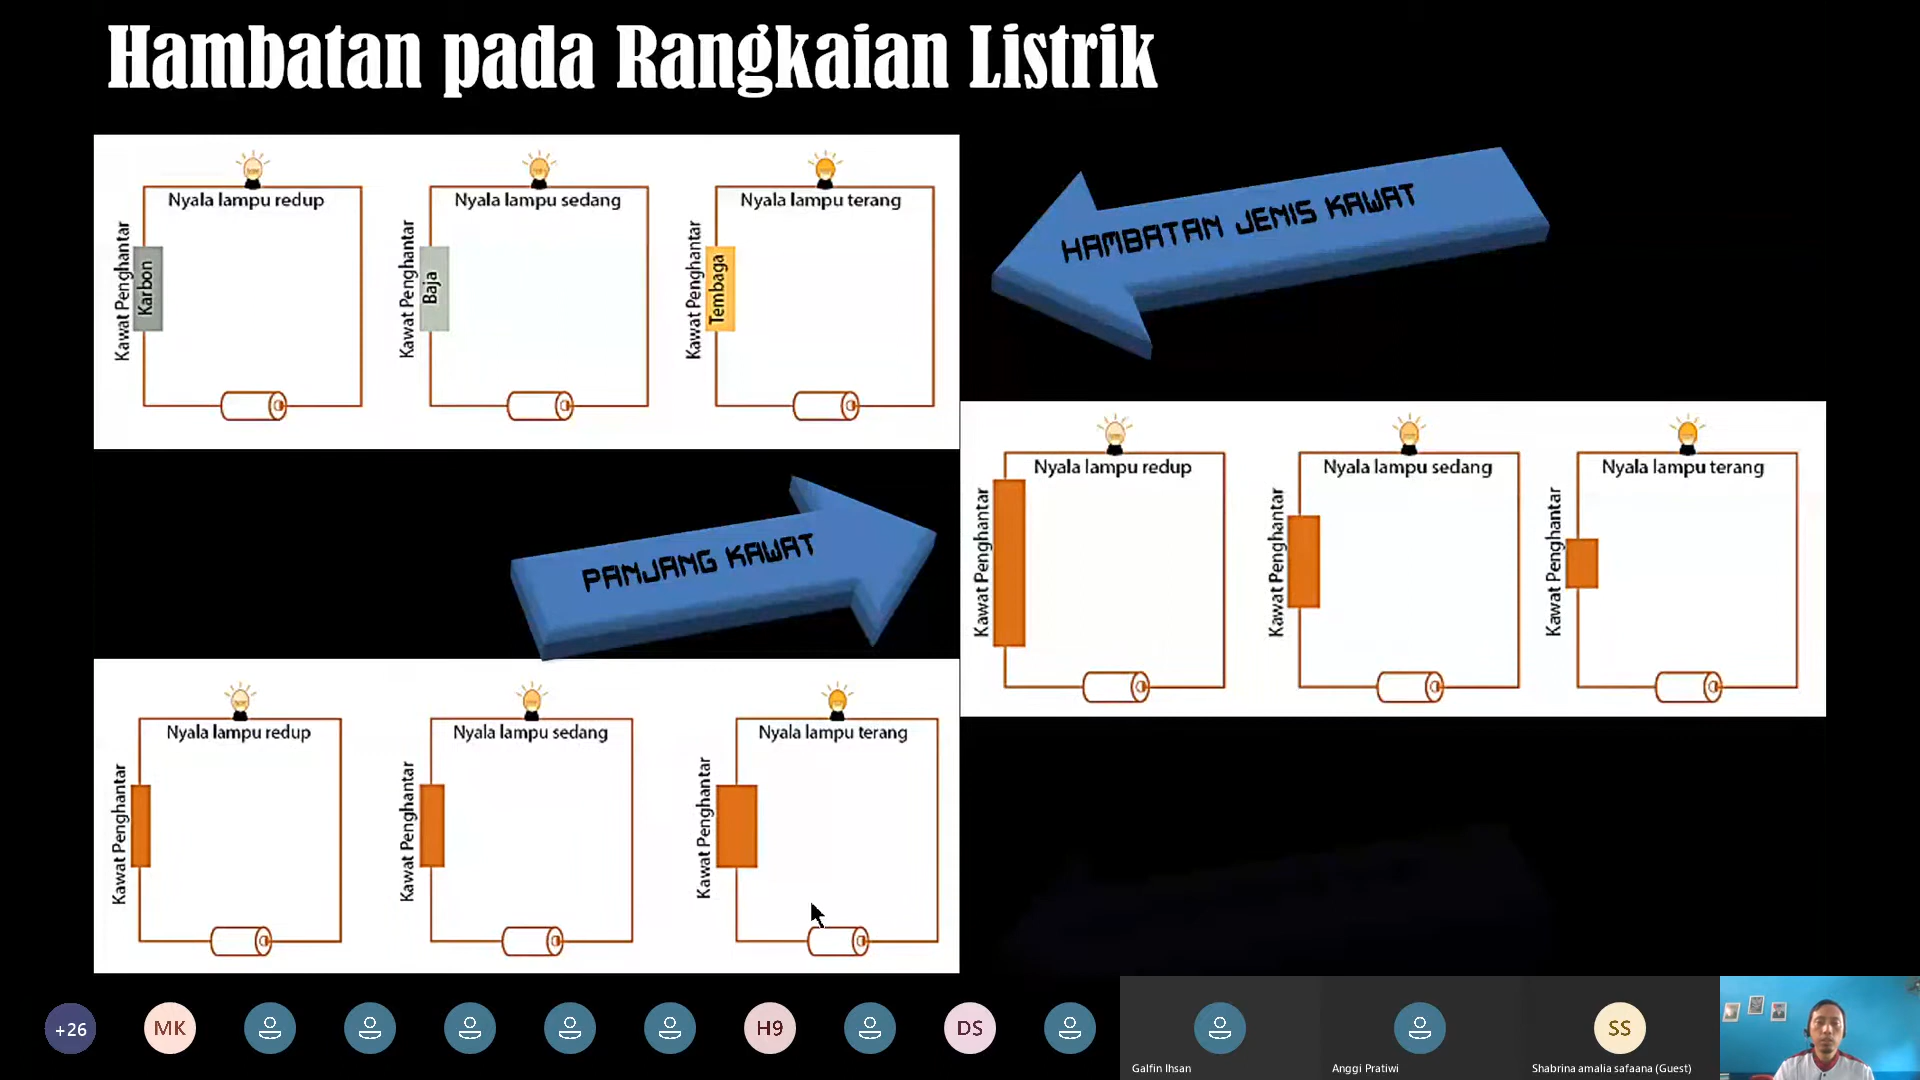 Hambatan pada Rangkaian Listrik
Nyala lampu redup
Kawat Penghantar
Karbon
Nyala lampu sedang
Kawat Penghantar
Baja
Nyala lampu terang
Kawat Penghantar
Tembaga
HAMBATAN JENIS KAWAT
PANJANG KAWAT
Nyala lampu redup
Kawat Penghantar
Nyala lampu sedang
Kawat Penghantar
Nyala lampu terang
Kawat Penghantar
Nyala lampu redup
Kawat Penghantar
Nyala lampu sedang
Kawat Penghantar
Nyala lampu terang
Kawat Penghantar
+26
MK
H9
DS
SS
Galfin Ihsan
Anggi Pratiwi
Shabrina amalia safaana (Guest)